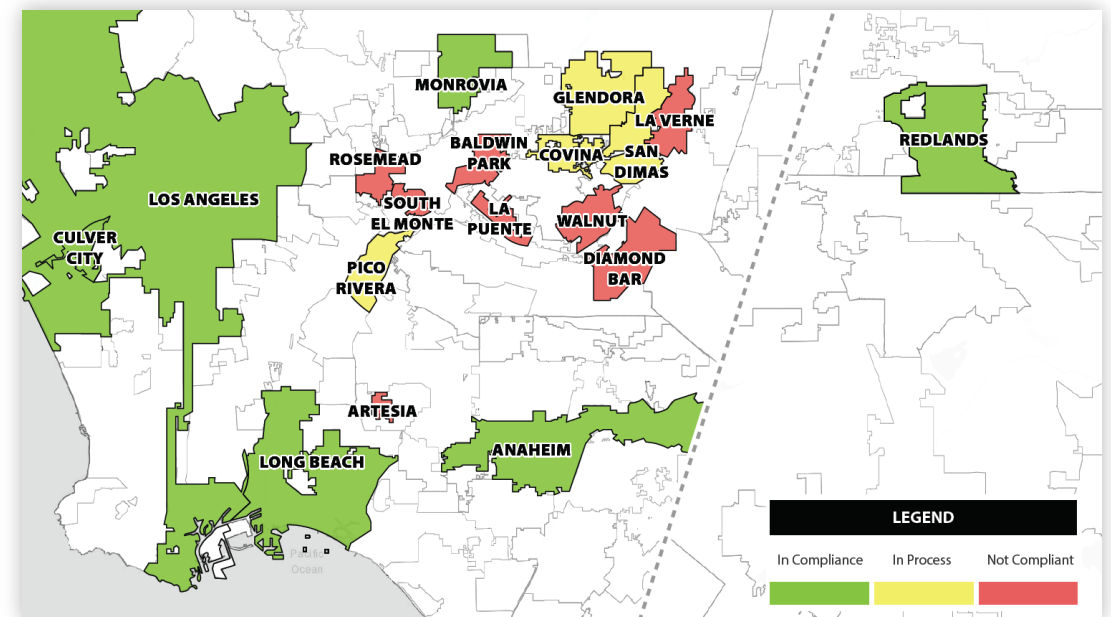 MONROVIA
GLENDORA
LA VERNE
REDLANDS
BALDWIN
PARK
COVINA
SAN
DIMAS
ROSEMEAD
LOS ANGELES
SOUTH
EL MONTE
LA
PUENTE
WALNUT
CULVER
CITY
DIAMOND
BAR
PICO
RIVERA
ARTESIA
LONG BEACH
ANAHEIM
Pacific
Ocean
LEGEND
In Compliance In Process Not Compliant